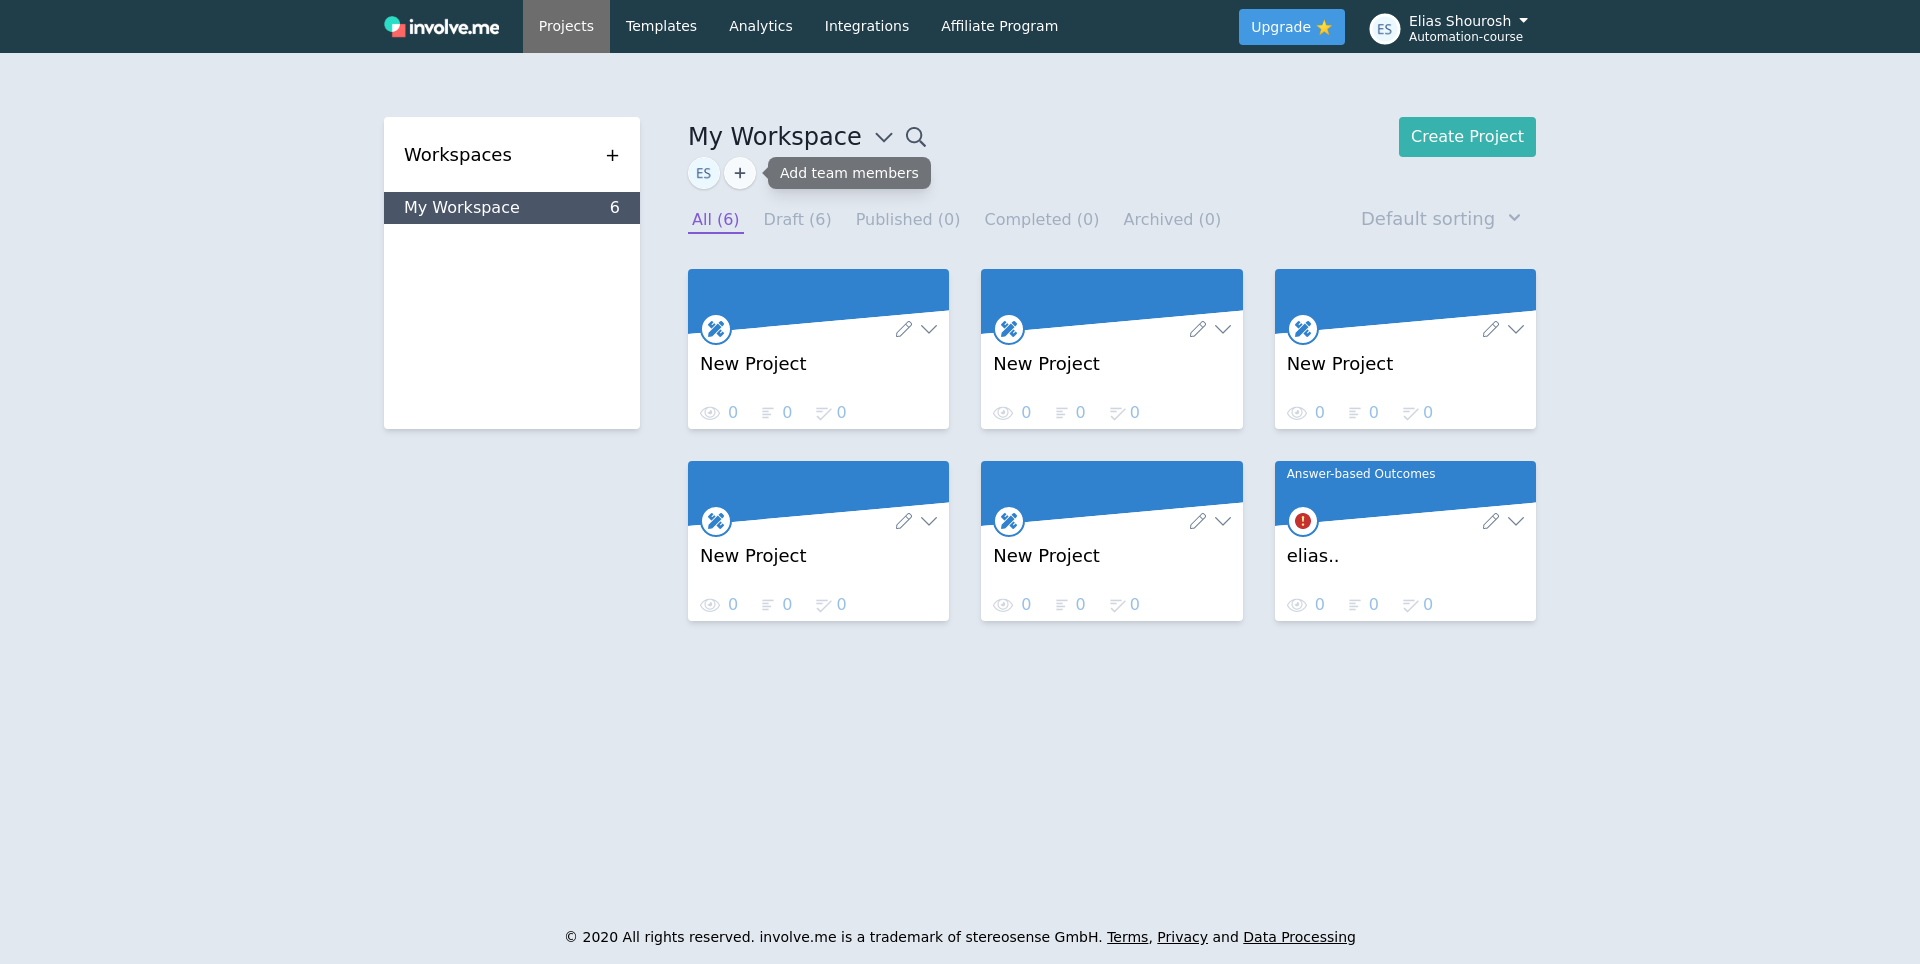 involve.me Projects Templates Analytics Integrations Affiliate Program Upgrade ES Elias Shourosh
Automation-course
Workspaces +
My Workspace 6
My Workspace
Create Project
ES + Add team members
All (6) Draft (6) Published (0) Completed (0) Archived (0) Default sorting
New Project
0 0 0
New Project
0 0 0
New Project
0 0 0
New Project
0 0 0
New Project
0 0 0
Answer-based Outcomes
elias..
0 0 0
© 2020 All rights reserved. involve.me is a trademark of stereosense GmbH. Terms, Privacy and Data Processing